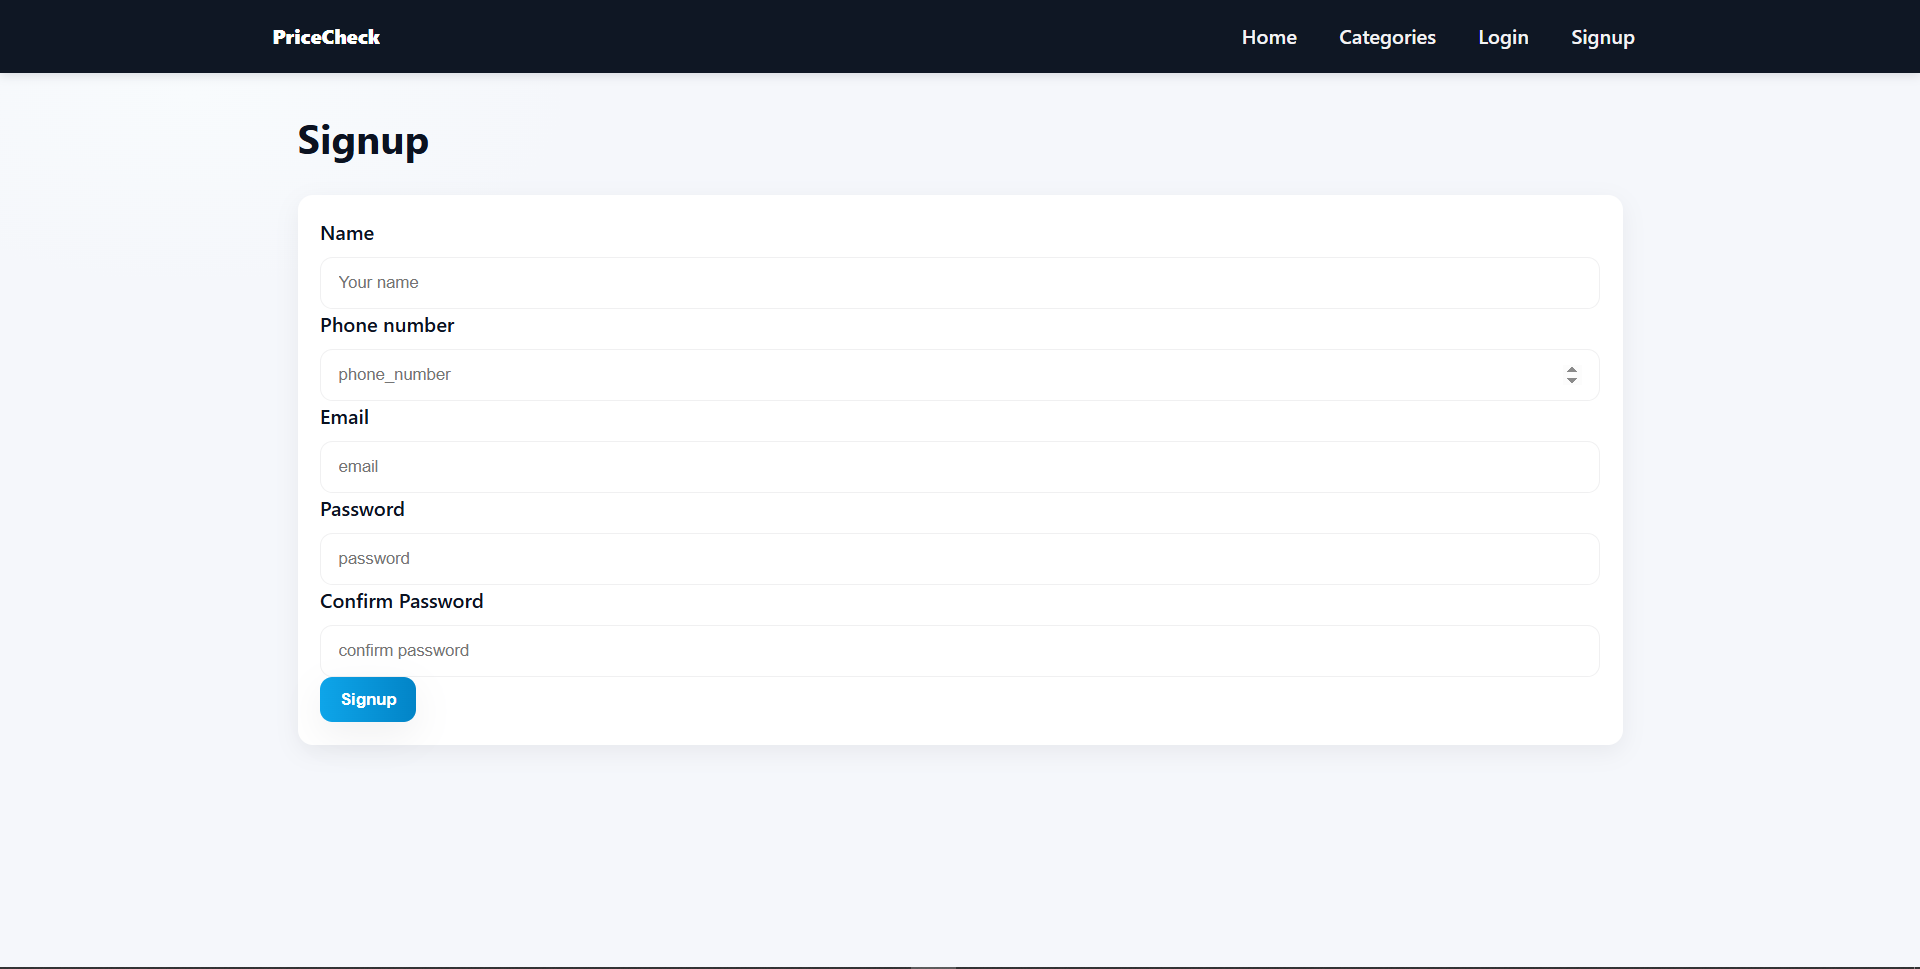 PriceCheck Home Categories Login Signup
Signup
Name
Your name
Phone number
phone_number
Email
email
Password
password
Confirm Password
confirm password
Signup